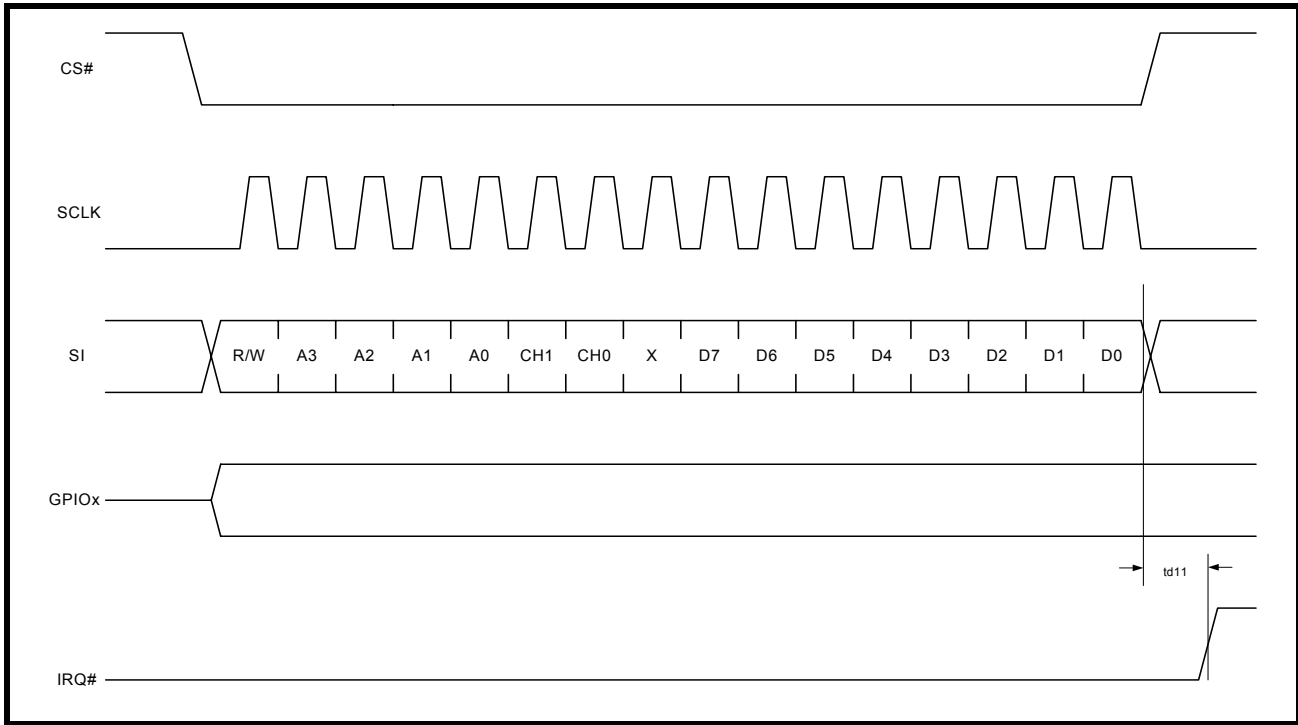 CS#
SCLK
SI R/W A3 A2 A1 A0 CH1 CH0 X D7 D6 D5 D4 D3 D2 D1 D0
GPIOx
td11
IRQ#